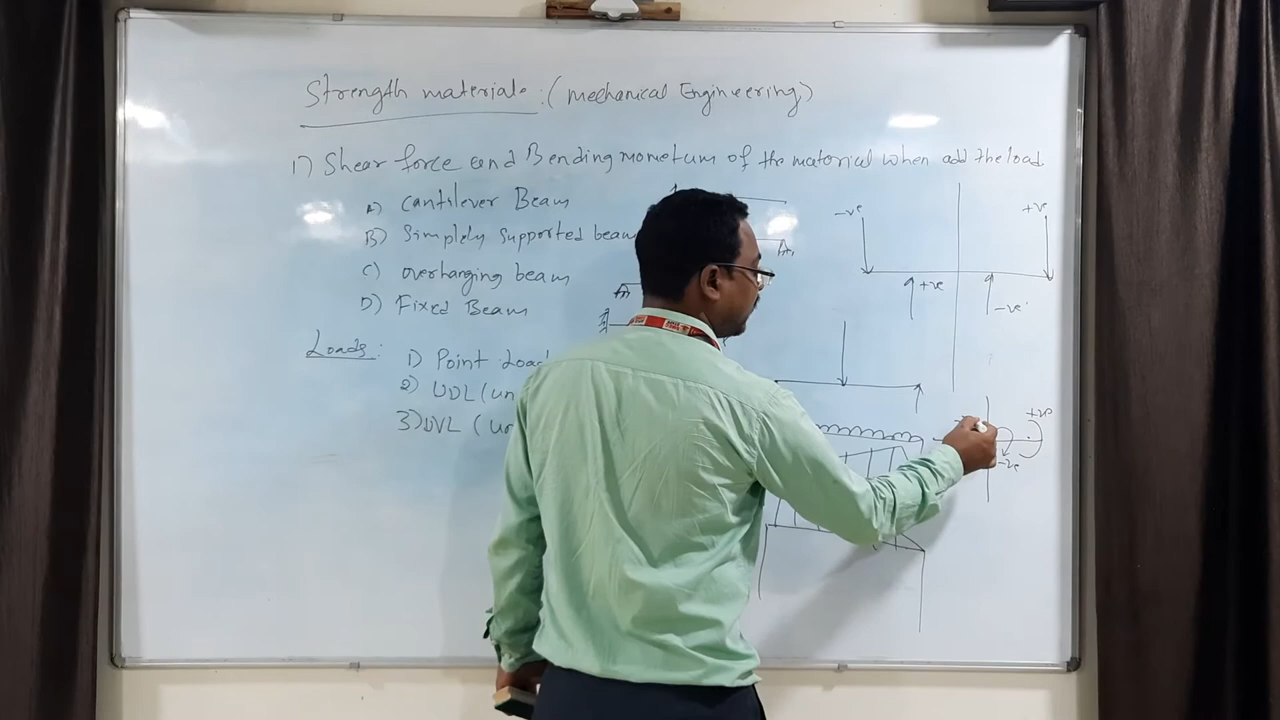 Strength materials : (mechanical Engineering)
1) Shear force and Bending mometum of the material when add the load
A) Cantilever Beam
B) Simplely supported beam
C) overhanging beam
D) Fixed Beam
Loads :
1) Point Load
2) UDL (un
3) UVL (un
-ve
+ve
+ve
-ve
+ve
-ve